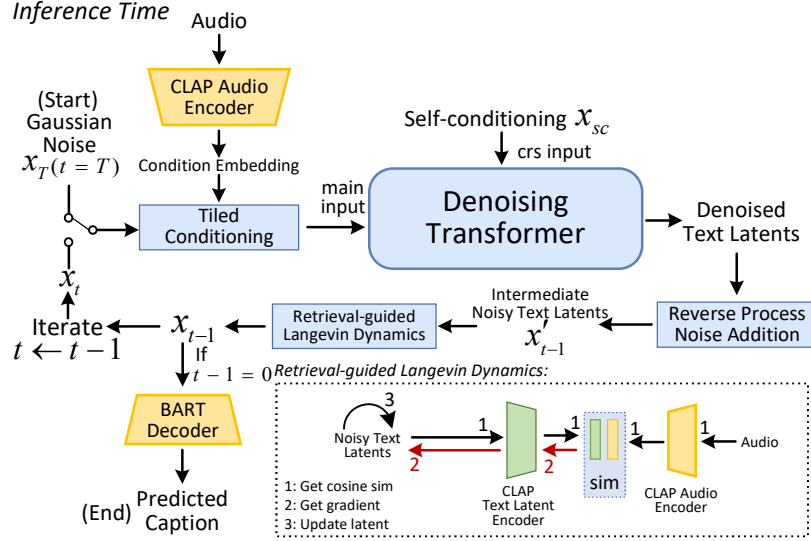 Inference Time
Audio
CLAP Audio
Encoder
(Start)
Gaussian
Noise
x_T(t = T)
Condition Embedding
Tiled
Conditioning
main
input
Self-conditioning x_sc
crs input
Denoising
Transformer
Denoised
Text Latents
x_t
Iterate
t ← t − 1
x_{t−1}
If
t − 1 = 0
Retrieval-guided
Langevin Dynamics
Intermediate
Noisy Text Latents
x′_{t−1}
Reverse Process
Noise Addition
BART
Decoder
(End) Predicted
Caption
Retrieval-guided Langevin Dynamics:
3
Noisy Text
Latents
1
2
1: Get cosine sim
2: Get gradient
3: Update latent
CLAP
Text Latent
Encoder
1
2
sim
1
CLAP Audio
Encoder
1
Audio